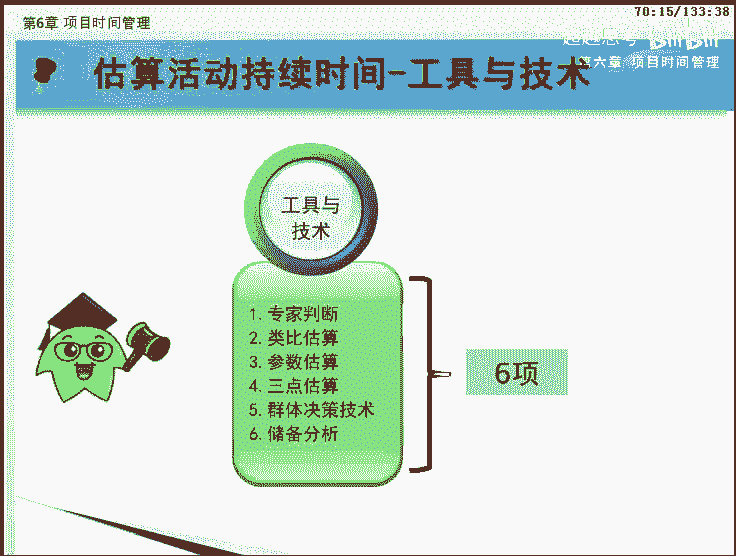 第6章 项目时间管理
70:15/133:38
第六章 项目时间管理
估算活动持续时间-工具与技术
工具与
技术
1. 专家判断
2. 类比估算
3. 参数估算
4. 三点估算
5. 群体决策技术
6. 储备分析
6项